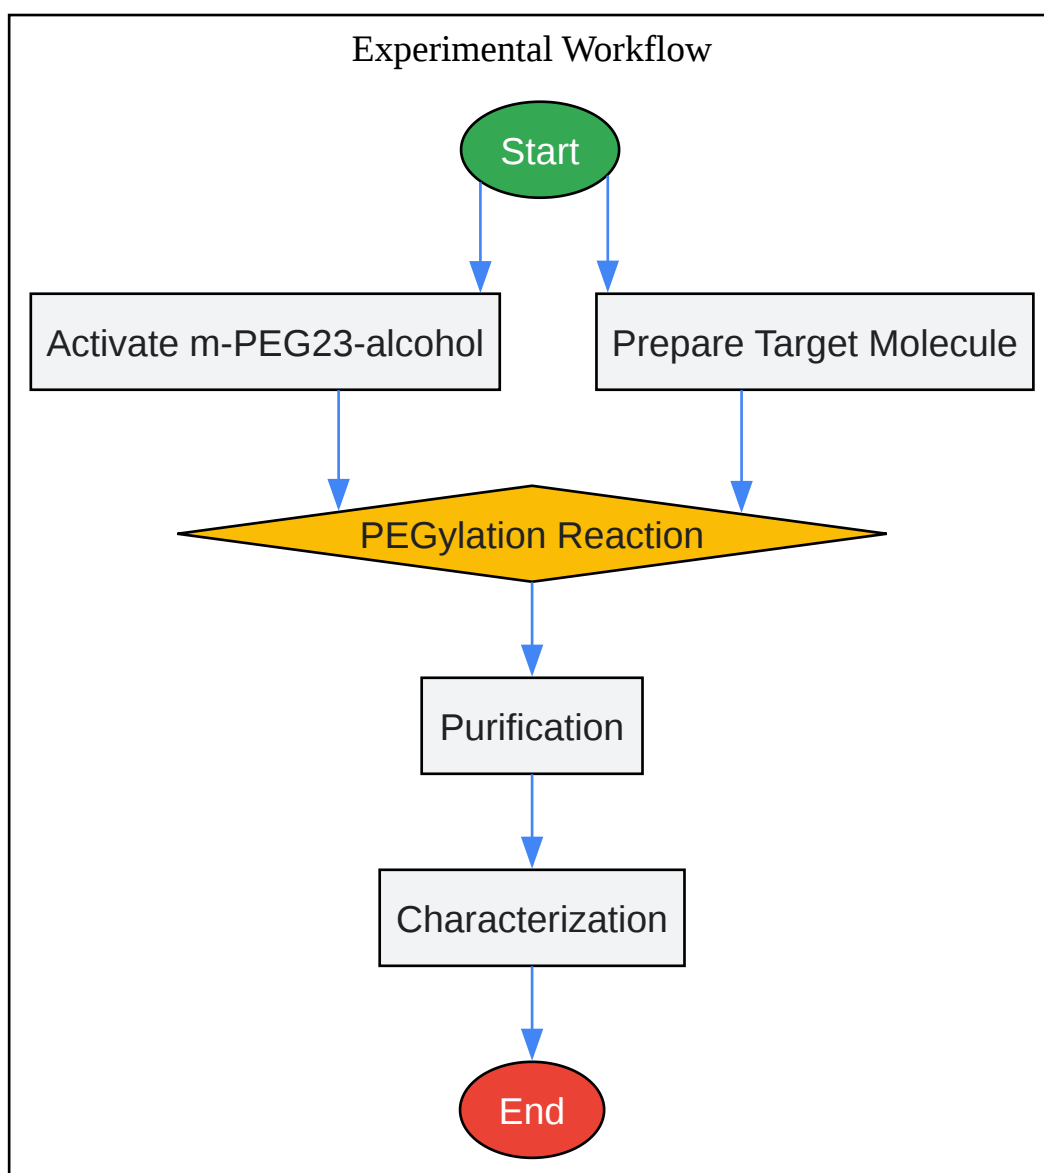 Experimental Workflow
Start
Activate m-PEG23-alcohol
Prepare Target Molecule
PEGylation Reaction
Purification
Characterization
End